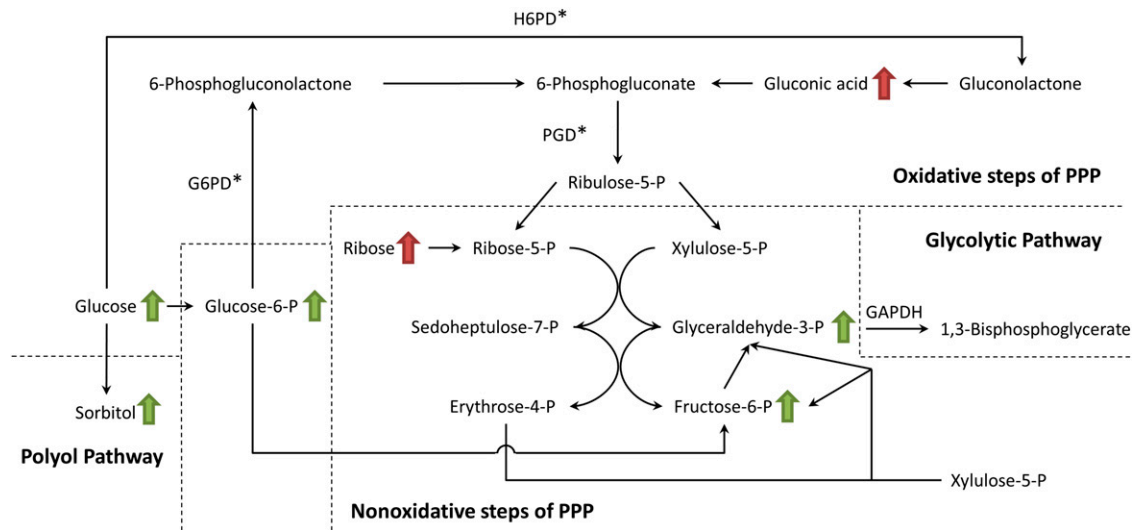 H6PD*
6-Phosphogluconolactone
6-Phosphogluconate
Gluconic acid
Gluconolactone
PGD*
G6PD*
Ribulose-5-P
Oxidative steps of PPP
Ribose
Ribose-5-P
Xylulose-5-P
Glycolytic Pathway
Glucose
Glucose-6-P
Sedoheptulose-7-P
Glyceraldehyde-3-P
GAPDH
1,3-Bisphosphoglycerate
Sorbitol
Erythrose-4-P
Fructose-6-P
Polyol Pathway
Xylulose-5-P
Nonoxidative steps of PPP